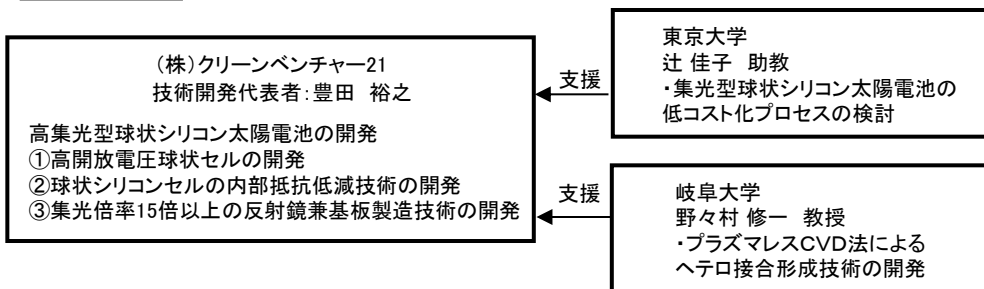 (株)クリーンベンチャー21
技術開発代表者:豊田 裕之
高集光型球状シリコン太陽電池の開発
①高開放電圧球状セルの開発
②球状シリコンセルの内部抵抗低減技術の開発
③集光倍率15倍以上の反射鏡兼基板製造技術の開発
支援
東京大学
辻 佳子 助教
・集光型球状シリコン太陽電池の
低コスト化プロセスの検討
支援
岐阜大学
野々村 修一 教授
・プラズマレスCVD法による
ヘテロ接合形成技術の開発